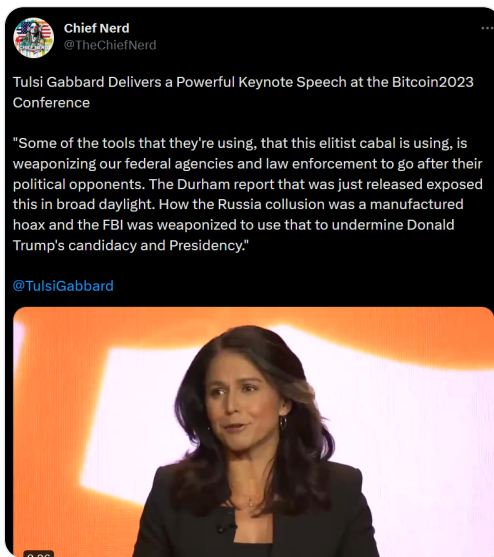 Chief Nerd
@TheChiefNerd
Tulsi Gabbard Delivers a Powerful Keynote Speech at the Bitcoin2023
Conference
"Some of the tools that they're using, that this elitist cabal is using, is
weaponizing our federal agencies and law enforcement to go after their
political opponents. The Durham report that was just released exposed
this in broad daylight. How the Russia collusion was a manufactured
hoax and the FBI was weaponized to use that to undermine Donald
Trump's candidacy and Presidency."
@TulsiGabbard